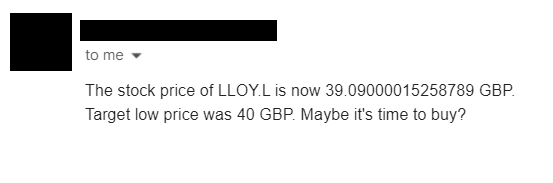 to me
The stock price of LLOY.L is now 39.09000015258789 GBP.
Target low price was 40 GBP. Maybe it's time to buy?